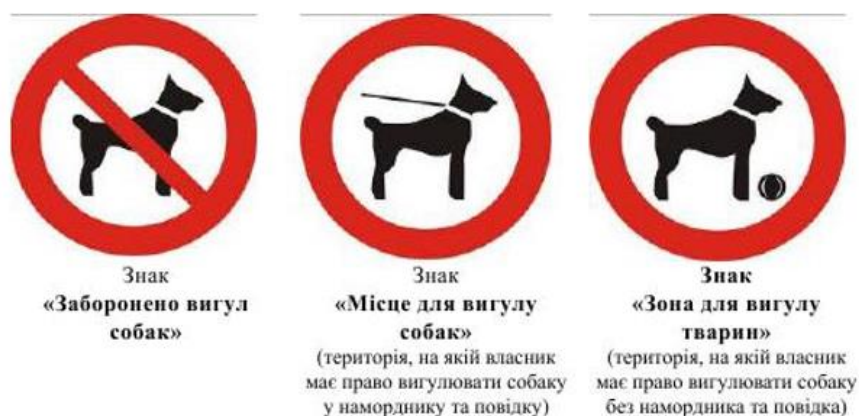 Знак
«Заборонено вигул
собак»
Знак
«Місце для вигулу
собак»
(територія, на якій власник
має право вигулювати собаку
у наморднику та повідку)
Знак
«Зона для вигулу
тварин»
(територія, на якій власник
має право вигулювати собаку
без намордника та повідка)